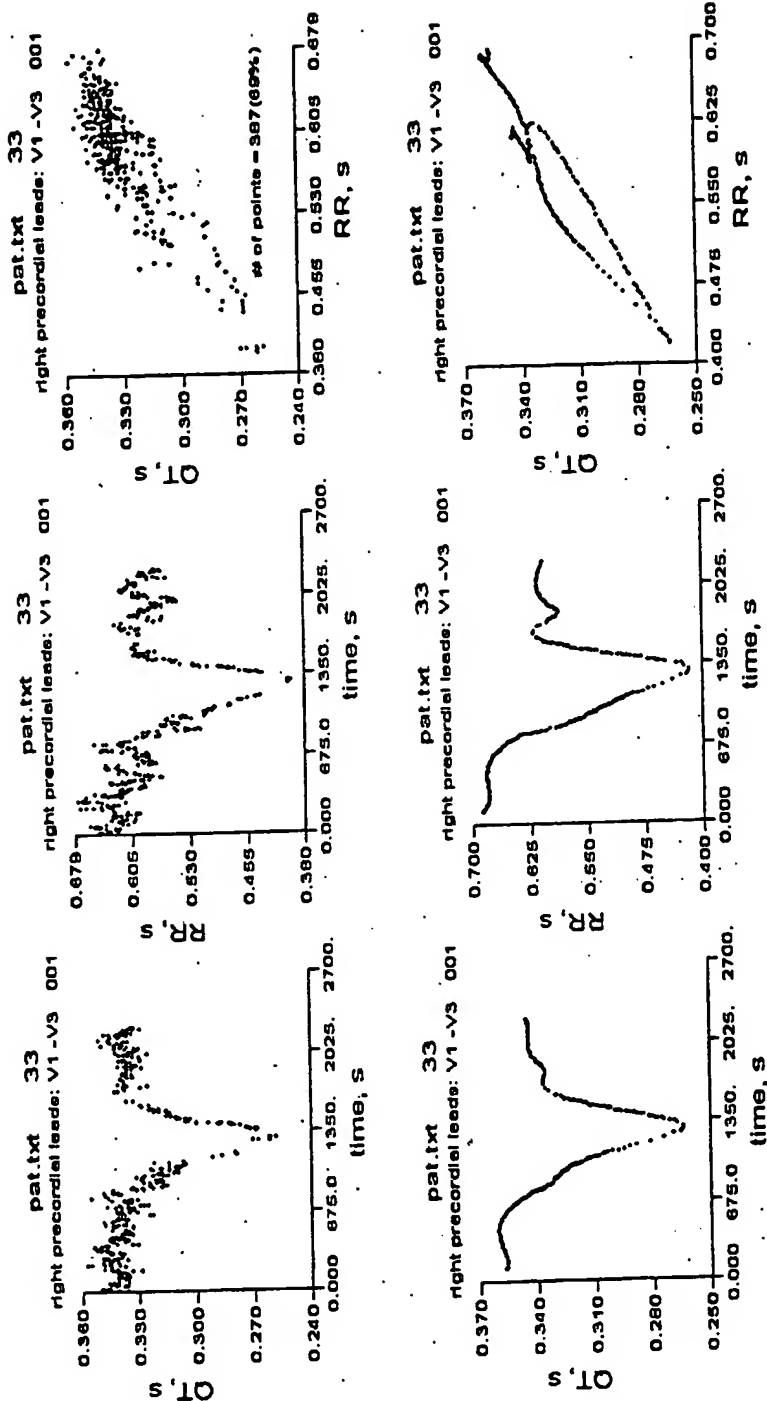 pat.txt 33
right precordial leads: V1-V3 001
0.360
0.330
0.300
0.270
0.240
QT, s
0.000 675.0 1350. 2025. 2700.
time, s
pat.txt 33
right precordial leads: V1-V3 001
0.679
0.605
0.530
0.455
0.380
RR, s
0.000 675.0 1350. 2025. 2700.
time, s
pat.txt 33
right precordial leads: V1-V3 001
0.360
0.330
0.300
0.270
0.240
QT, s
# of points = 387(69%)
0.380 0.455 0.530 0.605 0.679
RR, s
pat.txt 33
right precordial leads: V1-V3 001
0.370
0.340
0.310
0.280
0.250
QT, s
0.000 675.0 1350. 2025. 2700.
time, s
pat.txt 33
right precordial leads: V1-V3 001
0.700
0.625
0.550
0.475
0.400
RR, s
0.000 675.0 1350. 2025. 2700.
time, s
pat.txt 33
right precordial leads: V1-V3 001
0.370
0.340
0.310
0.280
0.250
QT, s
0.400 0.475 0.550 0.625 0.700
RR, s